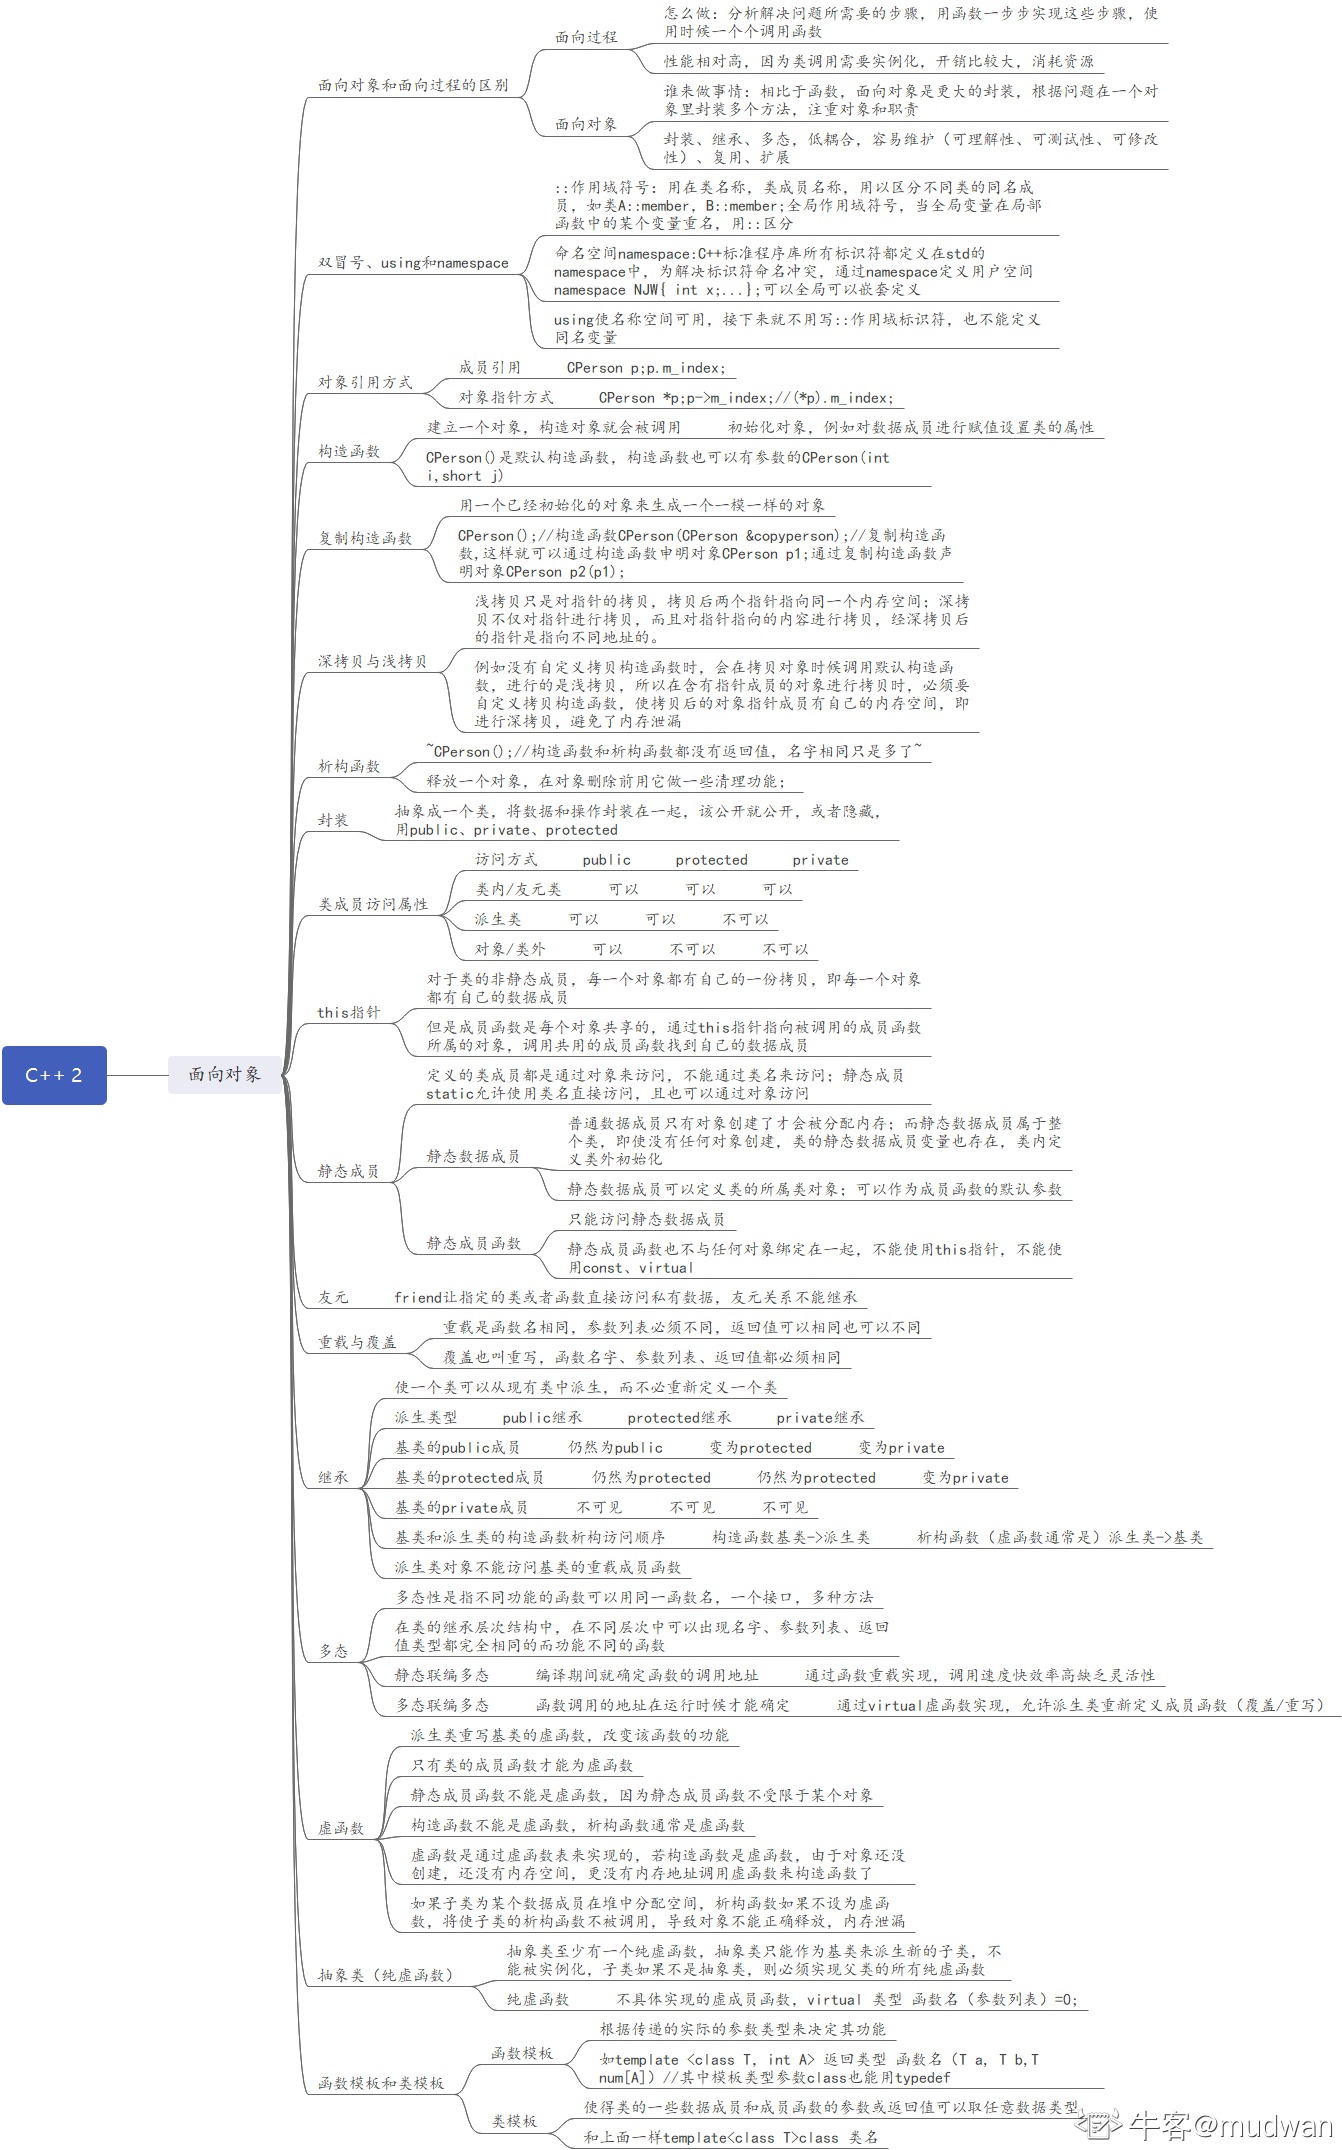 C++ 2
面向对象
面向对象和面向过程的区别
面向过程
怎么做：分析解决问题所需要的步骤，用函数一步步实现这些步骤，使
用时候一个个调用函数
性能相对高，因为类调用需要实例化，开销比较大，消耗资源
面向对象
谁来做事情：相比于函数，面向对象是更大的封装，根据问题在一个对
象里封装多个方法，注重对象和职责
封装、继承、多态，低耦合，容易维护（可理解性、可测试性、可修改
性）、复用、扩展
双冒号、using和namespace
::作用域符号：用在类名称，类成员名称，用以区分不同类的同名成
员，如类A::member，B::member;全局作用域符号，当全局变量在局部
函数中的某个变量重名，用::区分
命名空间namespace:C++标准程序库所有标识符都定义在std的
namespace中，为解决标识符命名冲突，通过namespace定义用户空间
namespace NJW{ int x;...};可以全局可以嵌套定义
using使名称空间可用，接下来就不用写::作用域标识符，也不能定义
同名变量
对象引用方式
成员引用 CPerson p;p.m_index;
对象指针方式 CPerson *p;p->m_index;//(*p).m_index;
构造函数
建立一个对象，构造对象就会被调用 初始化对象，例如对数据成员进行赋值设置类的属性
CPerson()是默认构造函数，构造函数也可以有参数的CPerson(int
i,short j)
复制构造函数
用一个已经初始化的对象来生成一个一模一样的对象
CPerson();//构造函数CPerson(CPerson &copyperson);//复制构造函
数,这样就可以通过构造函数申明对象CPerson p1;通过复制构造函数声
明对象CPerson p2(p1);
深拷贝与浅拷贝
浅拷贝只是对指针的拷贝，拷贝后两个指针指向同一个内存空间；深拷
贝不仅对指针进行拷贝，而且对指针指向的内容进行拷贝，经深拷贝后
的指针是指向不同地址的。
例如没有自定义拷贝构造函数时，会在拷贝对象时候调用默认构造函
数，进行的是浅拷贝，所以在含有指针成员的对象进行拷贝时，必须要
自定义拷贝构造函数，使拷贝后的对象指针成员有自己的内存空间，即
进行深拷贝，避免了内存泄漏
析构函数
~CPerson();//构造函数和析构函数都没有返回值，名字相同只是多了~
释放一个对象，在对象删除前用它做一些清理功能；
封装
抽象成一个类，将数据和操作封装在一起，该公开就公开，或者隐藏，
用public、private、protected
类成员访问属性
访问方式 public protected private
类内/友元类 可以 可以 可以
派生类 可以 可以 不可以
对象/类外 可以 不可以 不可以
this指针
对于类的非静态成员，每一个对象都有自己的一份拷贝，即每一个对象
都有自己的数据成员
但是成员函数是每个对象共享的，通过this指针指向被调用的成员函数
所属的对象，调用共用的成员函数找到自己的数据成员
静态成员
定义的类成员都是通过对象来访问，不能通过类名来访问；静态成员
static允许使用类名直接访问，且也可以通过对象访问
静态数据成员
普通数据成员只有对象创建了才会被分配内存；而静态数据成员属于整
个类，即使没有任何对象创建，类的静态数据成员变量也存在，类内定
义类外初始化
静态数据成员可以定义类的所属类对象；可以作为成员函数的默认参数
静态成员函数
只能访问静态数据成员
静态成员函数也不与任何对象绑定在一起，不能使用this指针，不能使
用const、virtual
友元 friend让指定的类或者函数直接访问私有数据，友元关系不能继承
重载与覆盖
重载是函数名相同，参数列表必须不同，返回值可以相同也可以不同
覆盖也叫重写，函数名字、参数列表、返回值都必须相同
继承
使一个类可以从现有类中派生，而不必重新定义一个类
派生类型 public继承 protected继承 private继承
基类的public成员 仍然为public 变为protected 变为private
基类的protected成员 仍然为protected 仍然为protected 变为private
基类的private成员 不可见 不可见 不可见
基类和派生类的构造函数析构访问顺序 构造函数基类->派生类 析构函数（虚函数通常是）派生类->基类
派生类对象不能访问基类的重载成员函数
多态
多态性是指不同功能的函数可以用同一函数名，一个接口，多种方法
在类的继承层次结构中，在不同层次中可以出现名字、参数列表、返回
值类型都完全相同的而功能不同的函数
静态联编多态 编译期间就确定函数的调用地址 通过函数重载实现，调用速度快效率高缺乏灵活性
多态联编多态 函数调用的地址在运行时候才能确定 通过virtual虚函数实现，允许派生类重新定义成员函数（覆盖/重写）
虚函数
派生类重写基类的虚函数，改变该函数的功能
只有类的成员函数才能为虚函数
静态成员函数不能是虚函数，因为静态成员函数不受限于某个对象
构造函数不能是虚函数，析构函数通常是虚函数
虚函数是通过虚函数表来实现的，若构造函数是虚函数，由于对象还没
创建，还没有内存空间，更没有内存地址调用虚函数来构造函数了
如果子类为某个数据成员在堆中分配空间，析构函数如果不设为虚函
数，将使子类的析构函数不被调用，导致对象不能正确释放，内存泄漏
抽象类（纯虚函数）
抽象类至少有一个纯虚函数，抽象类只能作为基类来派生新的子类，不
能被实例化，子类如果不是抽象类，则必须实现父类的所有纯虚函数
纯虚函数 不具体实现的虚成员函数，virtual 类型 函数名（参数列表）=0;
函数模板和类模板
函数模板
根据传递的实际的参数类型来决定其功能
如template <class T, int A> 返回类型 函数名（T a, T b,T
num[A]）//其中模板类型参数class也能用typedef
类模板
使得类的一些数据成员和成员函数的参数或返回值可以取任意数据类型
和上面一样template<class T>class 类名
牛客@mudwan